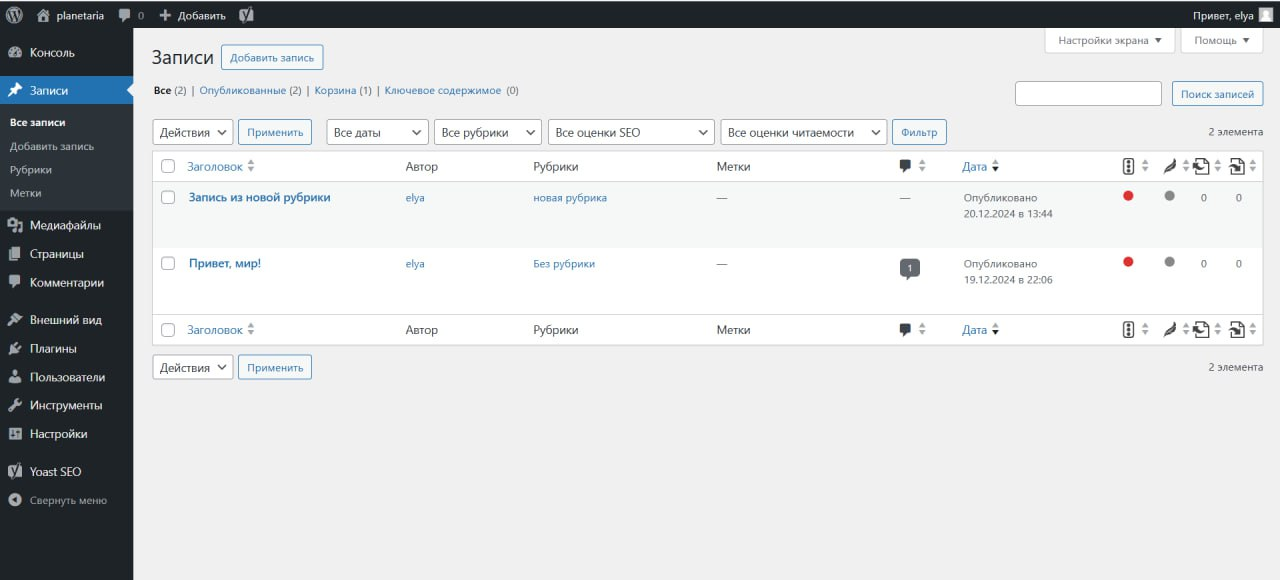 planetaria 0 Добавить Привет, elya
Консоль
Записи
Все записи
Добавить запись
Рубрики
Метки
Медиафайлы
Страницы
Комментарии
Внешний вид
Плагины
Пользователи
Инструменты
Настройки
Yoast SEO
Свернуть меню
Настройки экрана Помощь
Записи Добавить запись
Все (2) | Опубликованные (2) | Корзина (1) | Ключевое содержимое (0)
Поиск записей
Действия Применить Все даты Все рубрики Все оценки SEO Все оценки читаемости Фильтр 2 элемента
Заголовок Автор Рубрики Метки Дата
Запись из новой рубрики elya новая рубрика — — Опубликовано 0 0
20.12.2024 в 13:44
Привет, мир! elya Без рубрики — 1 Опубликовано 0 0
19.12.2024 в 22:06
Заголовок Автор Рубрики Метки Дата
Действия Применить 2 элемента